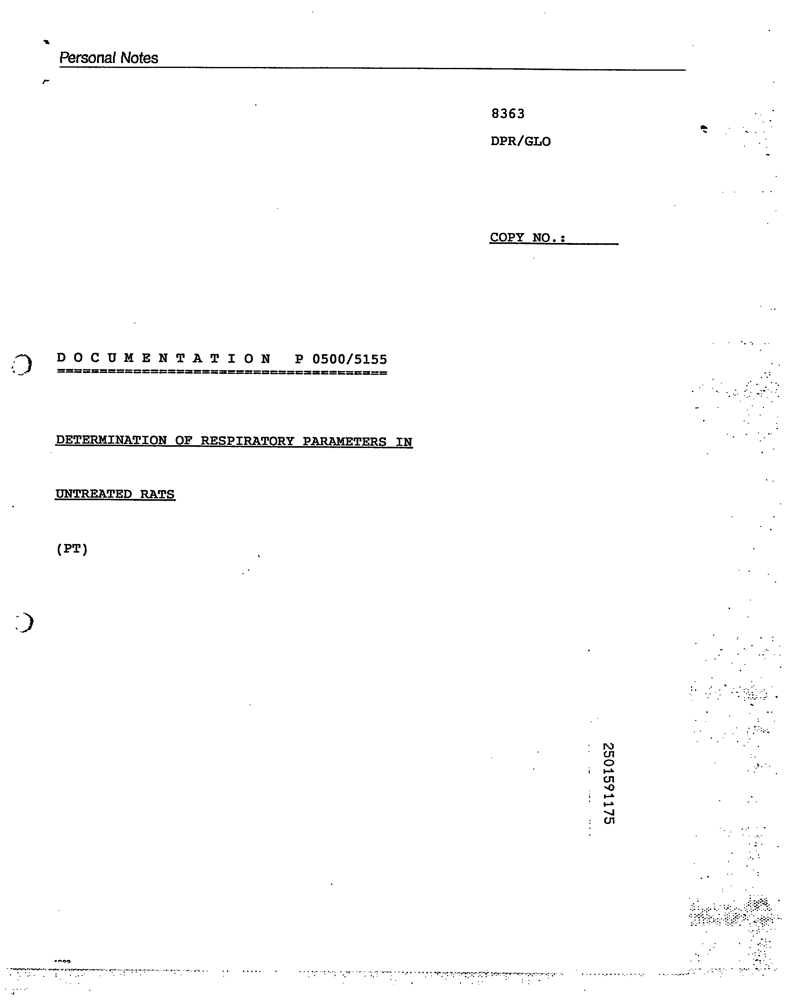 Personal Notes
8363
DPR/GLO
COPY NO.:
D O C U M E N T A T I O N P 0500/5155
DETERMINATION OF RESPIRATORY PARAMETERS IN
UNTREATED RATS
(PT)
2501591175